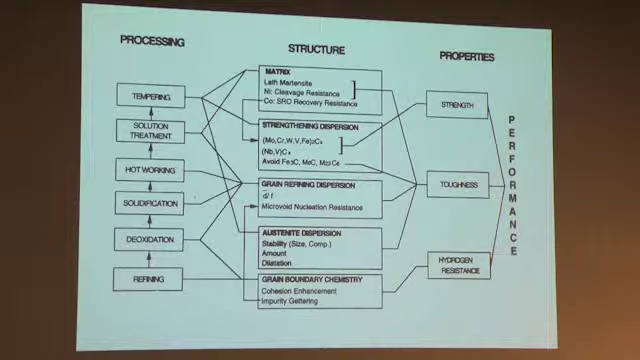 PROCESSING
STRUCTURE
PROPERTIES
TEMPERING
SOLUTION
TREATMENT
HOT WORKING
SOLIDIFICATION
DEOXIDATION
REFINING
MATRIX
Lath Martensite
Ni: Cleavage Resistance
Co: SRO Recovery Resistance
STRENGTHENING DISPERSION
(Mo,Cr,W,V,Fe)2Cx
(Nb,V)Cx
Avoid Fe3C, M6C, M23C6
GRAIN REFINING DISPERSION
d/f
Microvoid Nucleation Resistance
AUSTENITE DISPERSION
Stability (Size, Comp.)
Amount
Dilatation
GRAIN BOUNDARY CHEMISTRY
Cohesion Enhancement
Impurity Gettering
STRENGTH
TOUGHNESS
HYDROGEN
RESISTANCE
PERFORMANCE